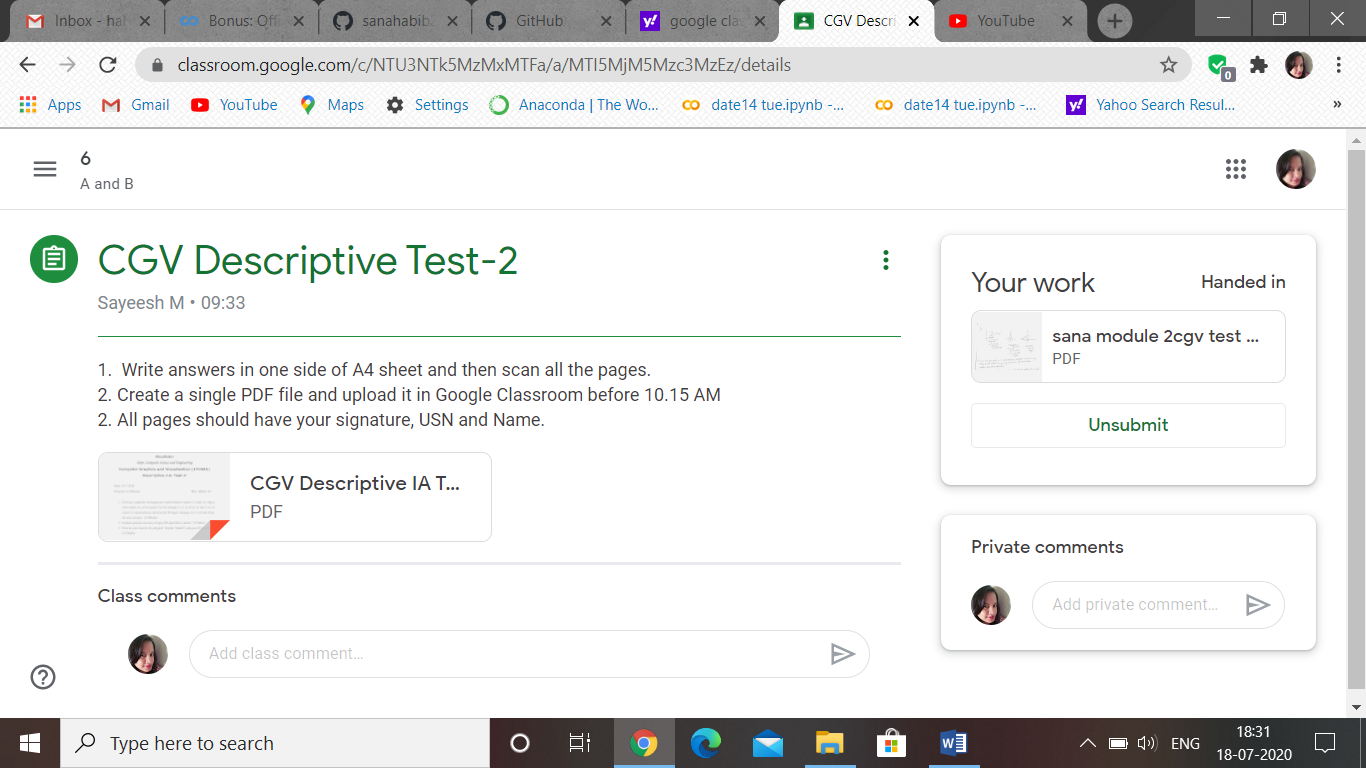 Inbox - hal
Bonus: Offi
sanahabib.
GitHub
google cla
CGV Descri
YouTube
classroom.google.com/c/NTU3NTk5MzMxMTFa/a/MTI5MjM5Mzc3MzEz/details
0
Apps
Gmail
YouTube
Maps
Settings
Anaconda | The Wo...
date14 tue.ipynb -...
date14 tue.ipynb -...
Yahoo Search Resul...
»
6
A and B
CGV Descriptive Test-2
Sayeesh M • 09:33
1. Write answers in one side of A4 sheet and then scan all the pages.
2. Create a single PDF file and upload it in Google Classroom before 10.15 AM
2. All pages should have your signature, USN and Name.
CGV Descriptive IA T...
PDF
Class comments
Add class comment...
Your work
Handed in
sana module 2cgv test ...
PDF
Unsubmit
Private comments
Add private comment...
Type here to search
ENG
18:31
18-07-2020